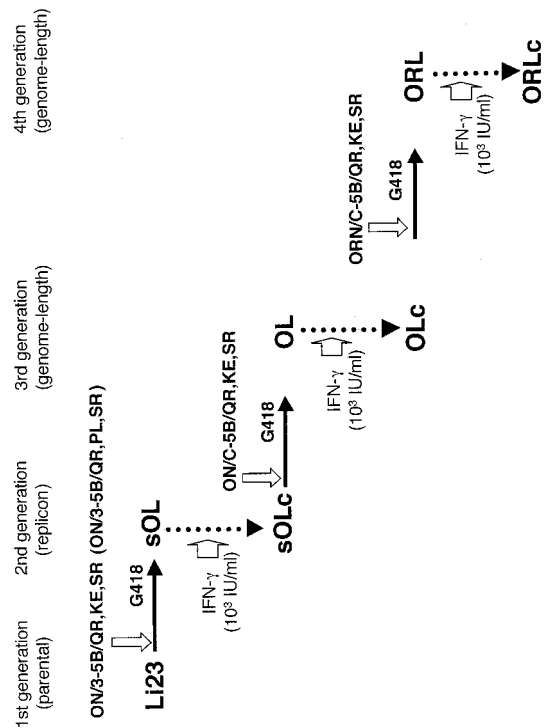 1st generation
(parental)
2nd generation
(replicon)
3rd generation
(genome-length)
4th generation
(genome-length)
ON/3-5B/QR,KE,SR (ON/3-5B/QR,PL,SR)
Li23
G418
sOL
IFN-γ
(10³ IU/ml)
sOLc
ON/C-5B/QR,KE,SR
G418
OL
IFN-γ
(10³ IU/ml)
OLc
ORN/C-5B/QR,KE,SR
G418
ORL
IFN-γ
(10³ IU/ml)
ORLc